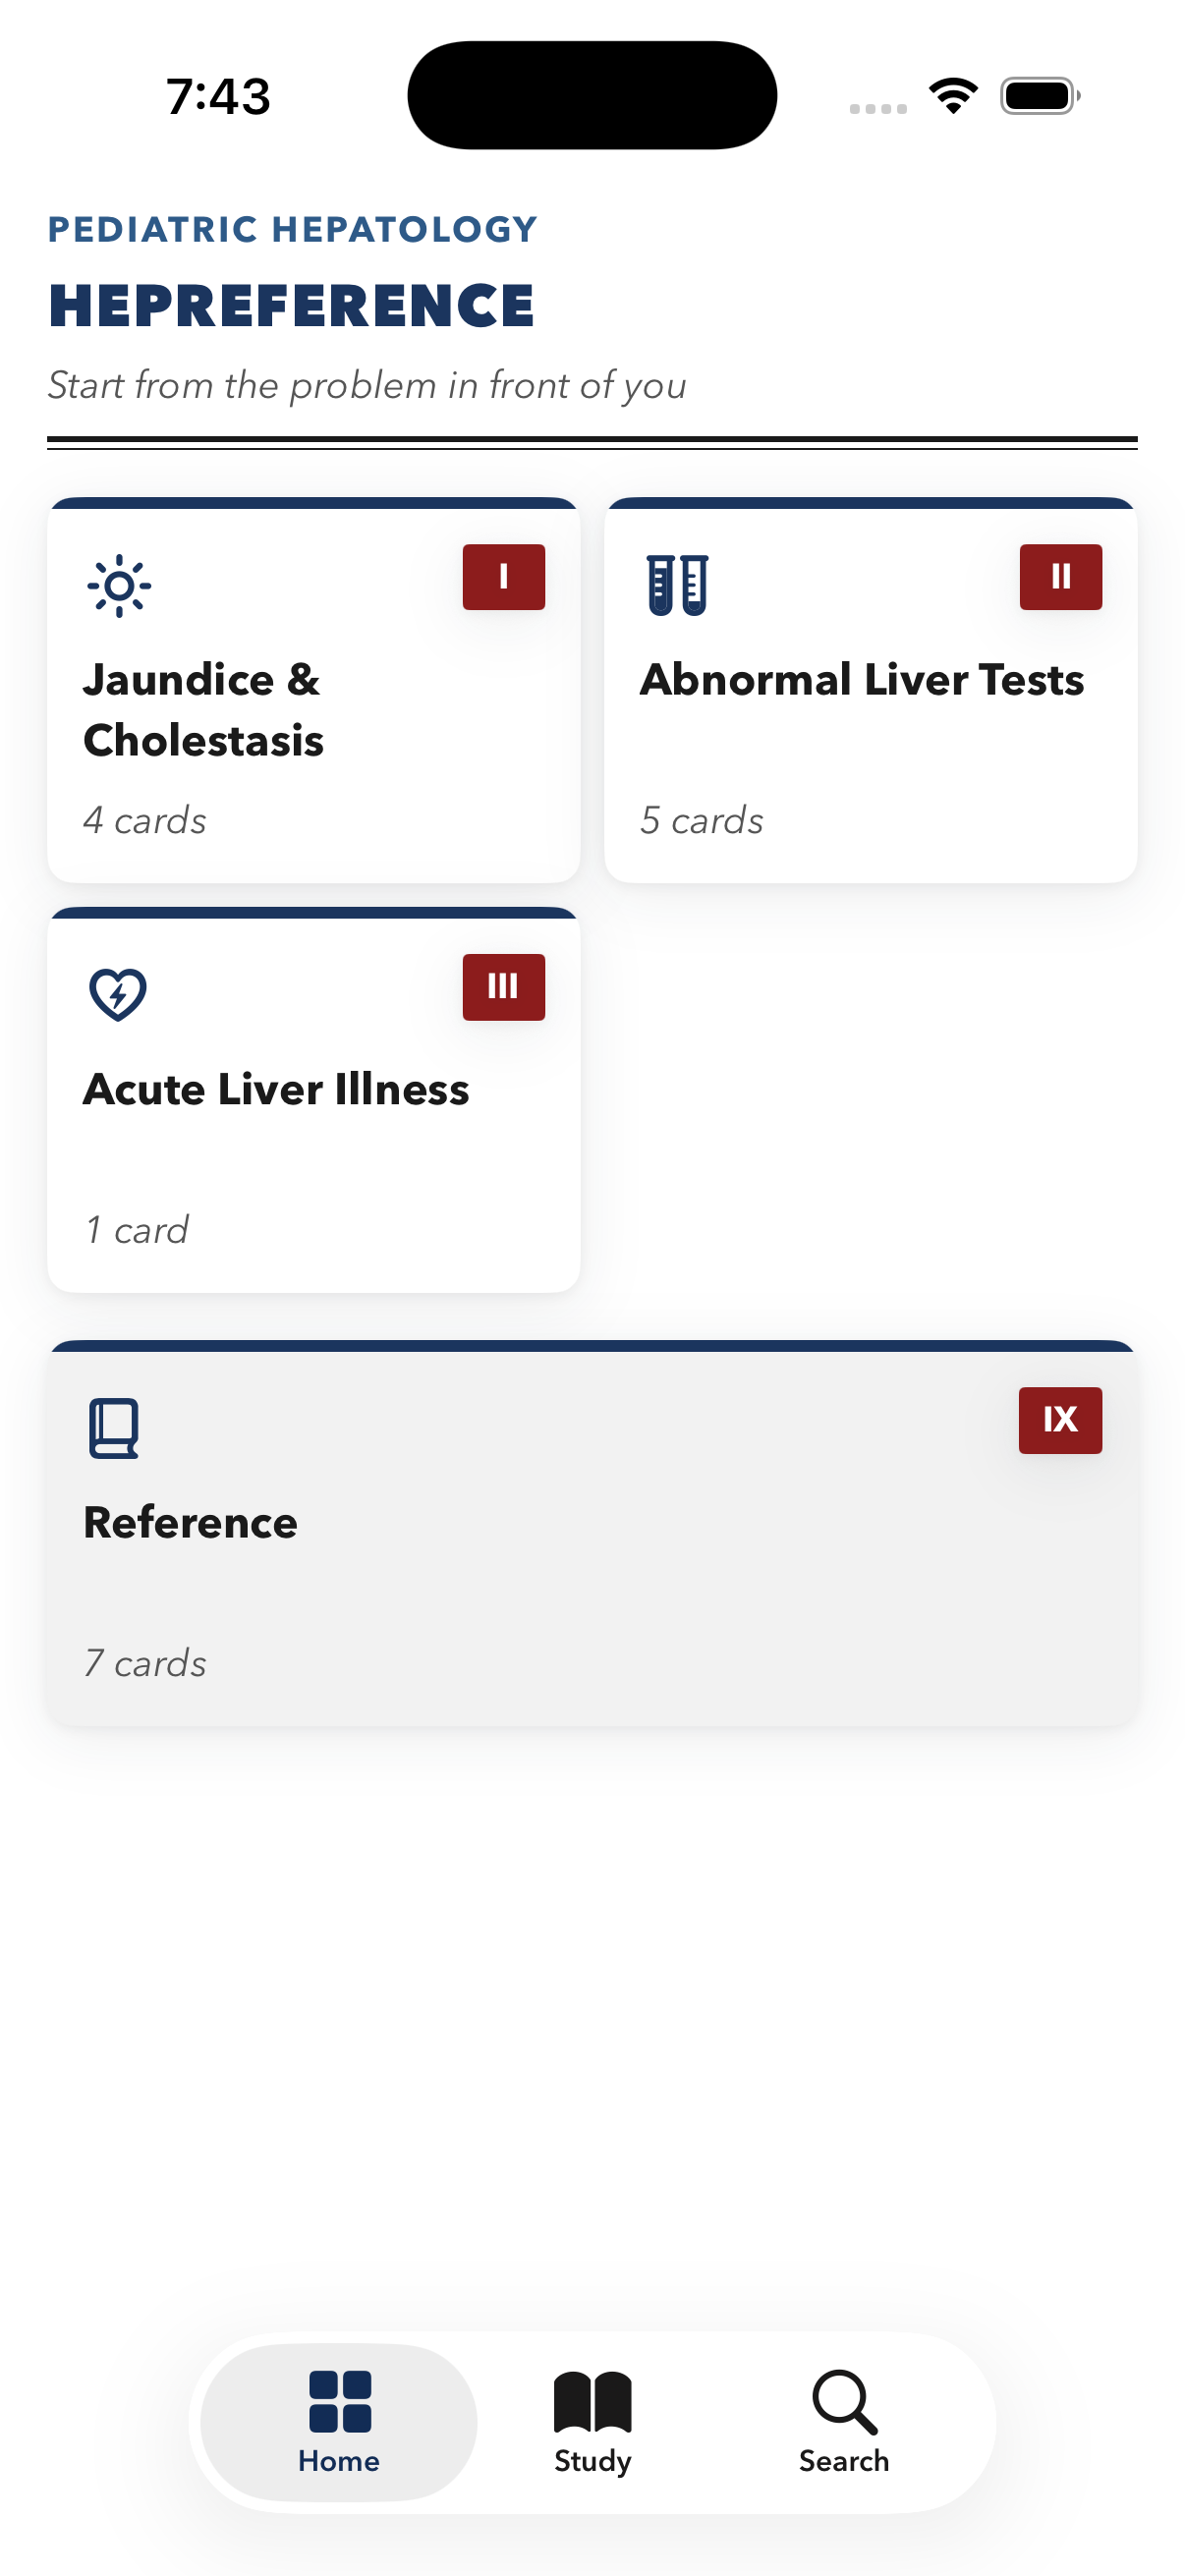 7:43
PEDIATRIC HEPATOLOGY
HEPREFERENCE
Start from the problem in front of you
I
Jaundice &
Cholestasis
4 cards
II
Abnormal Liver Tests
5 cards
III
Acute Liver Illness
1 card
IX
Reference
7 cards
Home
Study
Search